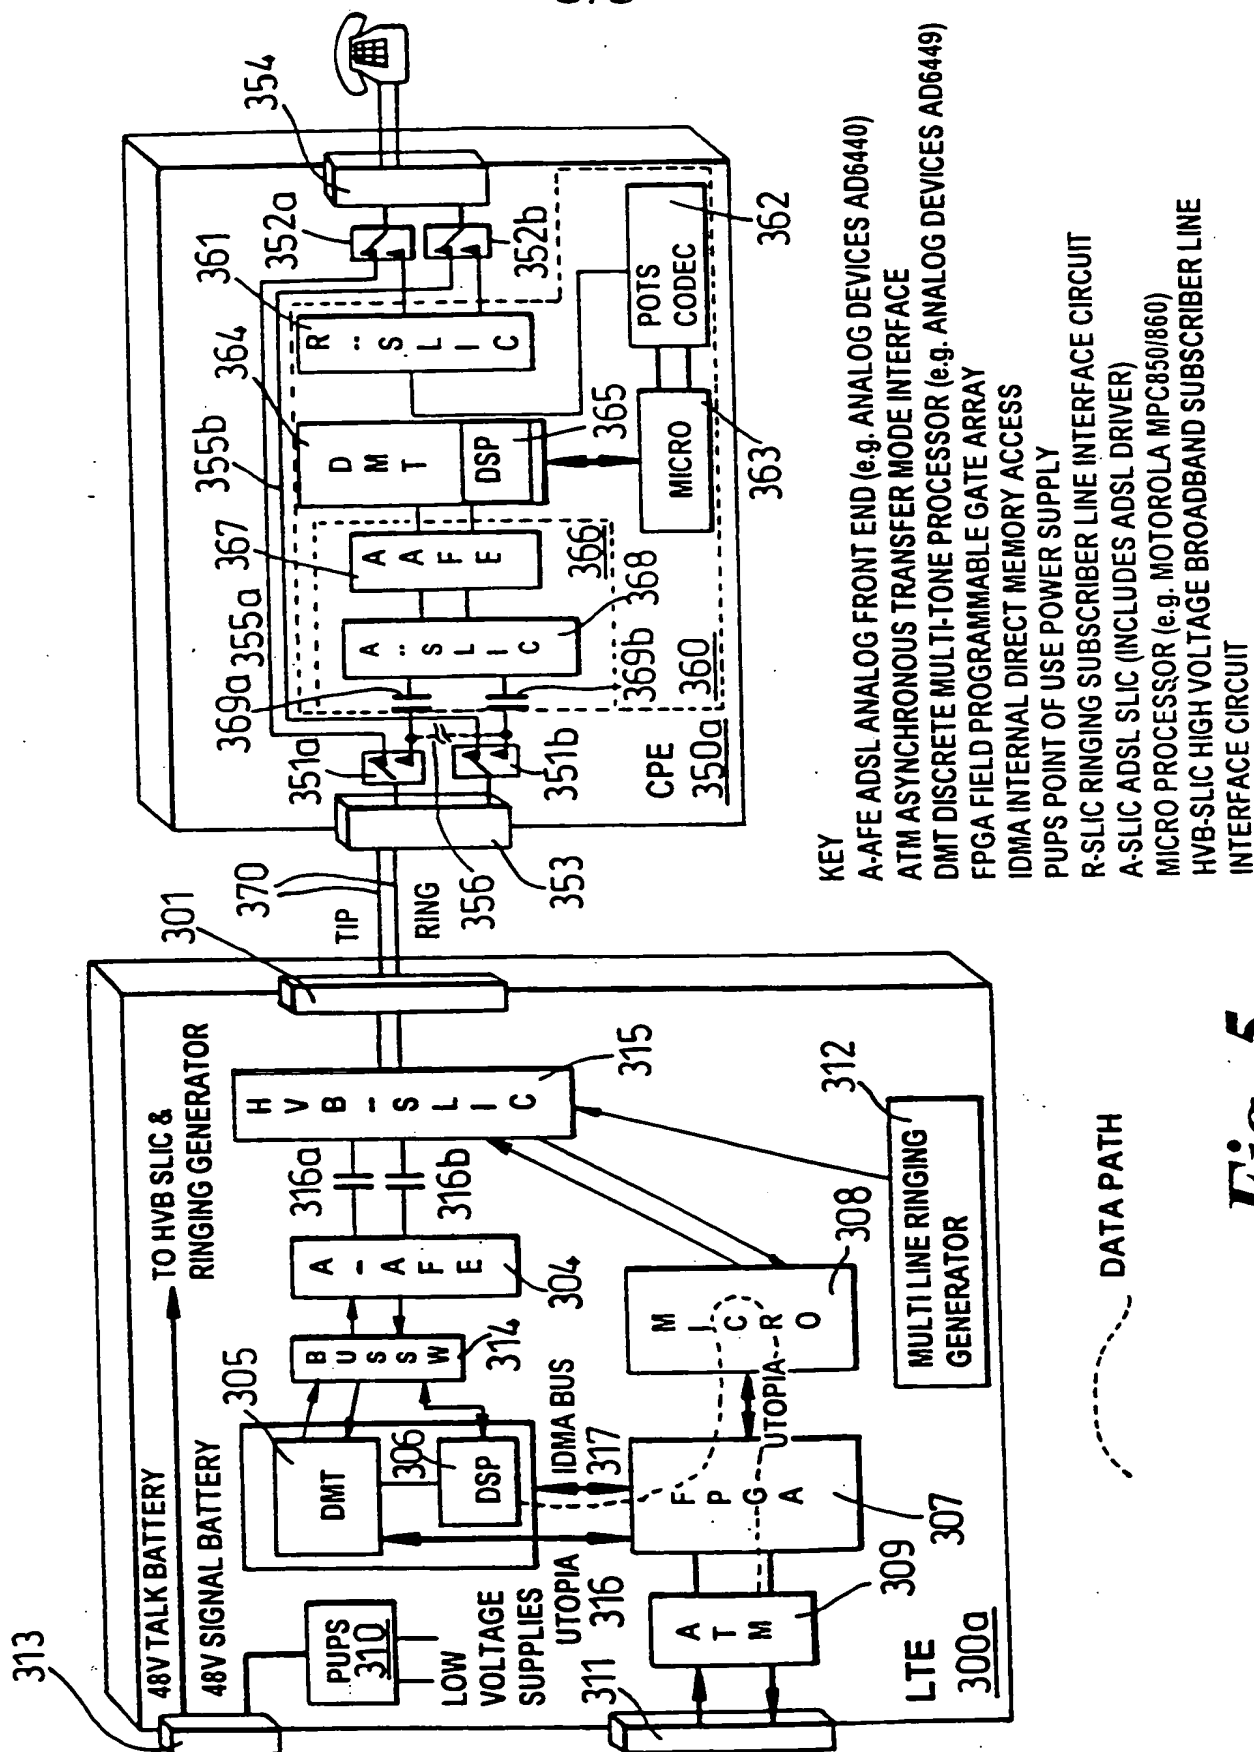 313
48V TALK BATTERY
TO HVB SLIC &
RINGING GENERATOR
48V SIGNAL BATTERY
PUPS
310
LOW
VOLTAGE
SUPPLIES
UTOPIA
316
311
305
DMT
306
DSP
IDMA BUS
317
BUSSW
314
A-AFE
304
316a
316b
HVB-SLIC
315
301
TIP
RING
370
FPGA
307
UTOPIA
MICRO
308
ATM
309
MULTI LINE RINGING
GENERATOR
312
LTE
300a
353
356
351a
351b
369a
369b
355a
355b
367
364
361
352a
352b
354
A-SLIC
368
A AFE
366
DMT
DSP
365
R-SLIC
MICRO
363
POTS
CODEC
362
360
CPE
350a
KEY
A-AFE ADSL ANALOG FRONT END (e.g. ANALOG DEVICES AD6440)
ATM ASYNCHRONOUS TRANSFER MODE INTERFACE
DMT DISCRETE MULTI-TONE PROCESSOR (e.g. ANALOG DEVICES AD6449)
FPGA FIELD PROGRAMMABLE GATE ARRAY
IDMA INTERNAL DIRECT MEMORY ACCESS
PUPS POINT OF USE POWER SUPPLY
R-SLIC RINGING SUBSCRIBER LINE INTERFACE CIRCUIT
A-SLIC ADSL SLIC (INCLUDES ADSL DRIVER)
MICRO PROCESSOR (e.g. MOTOROLA MPC850/860)
HVB-SLIC HIGH VOLTAGE BROADBAND SUBSCRIBER LINE
INTERFACE CIRCUIT
DATA PATH